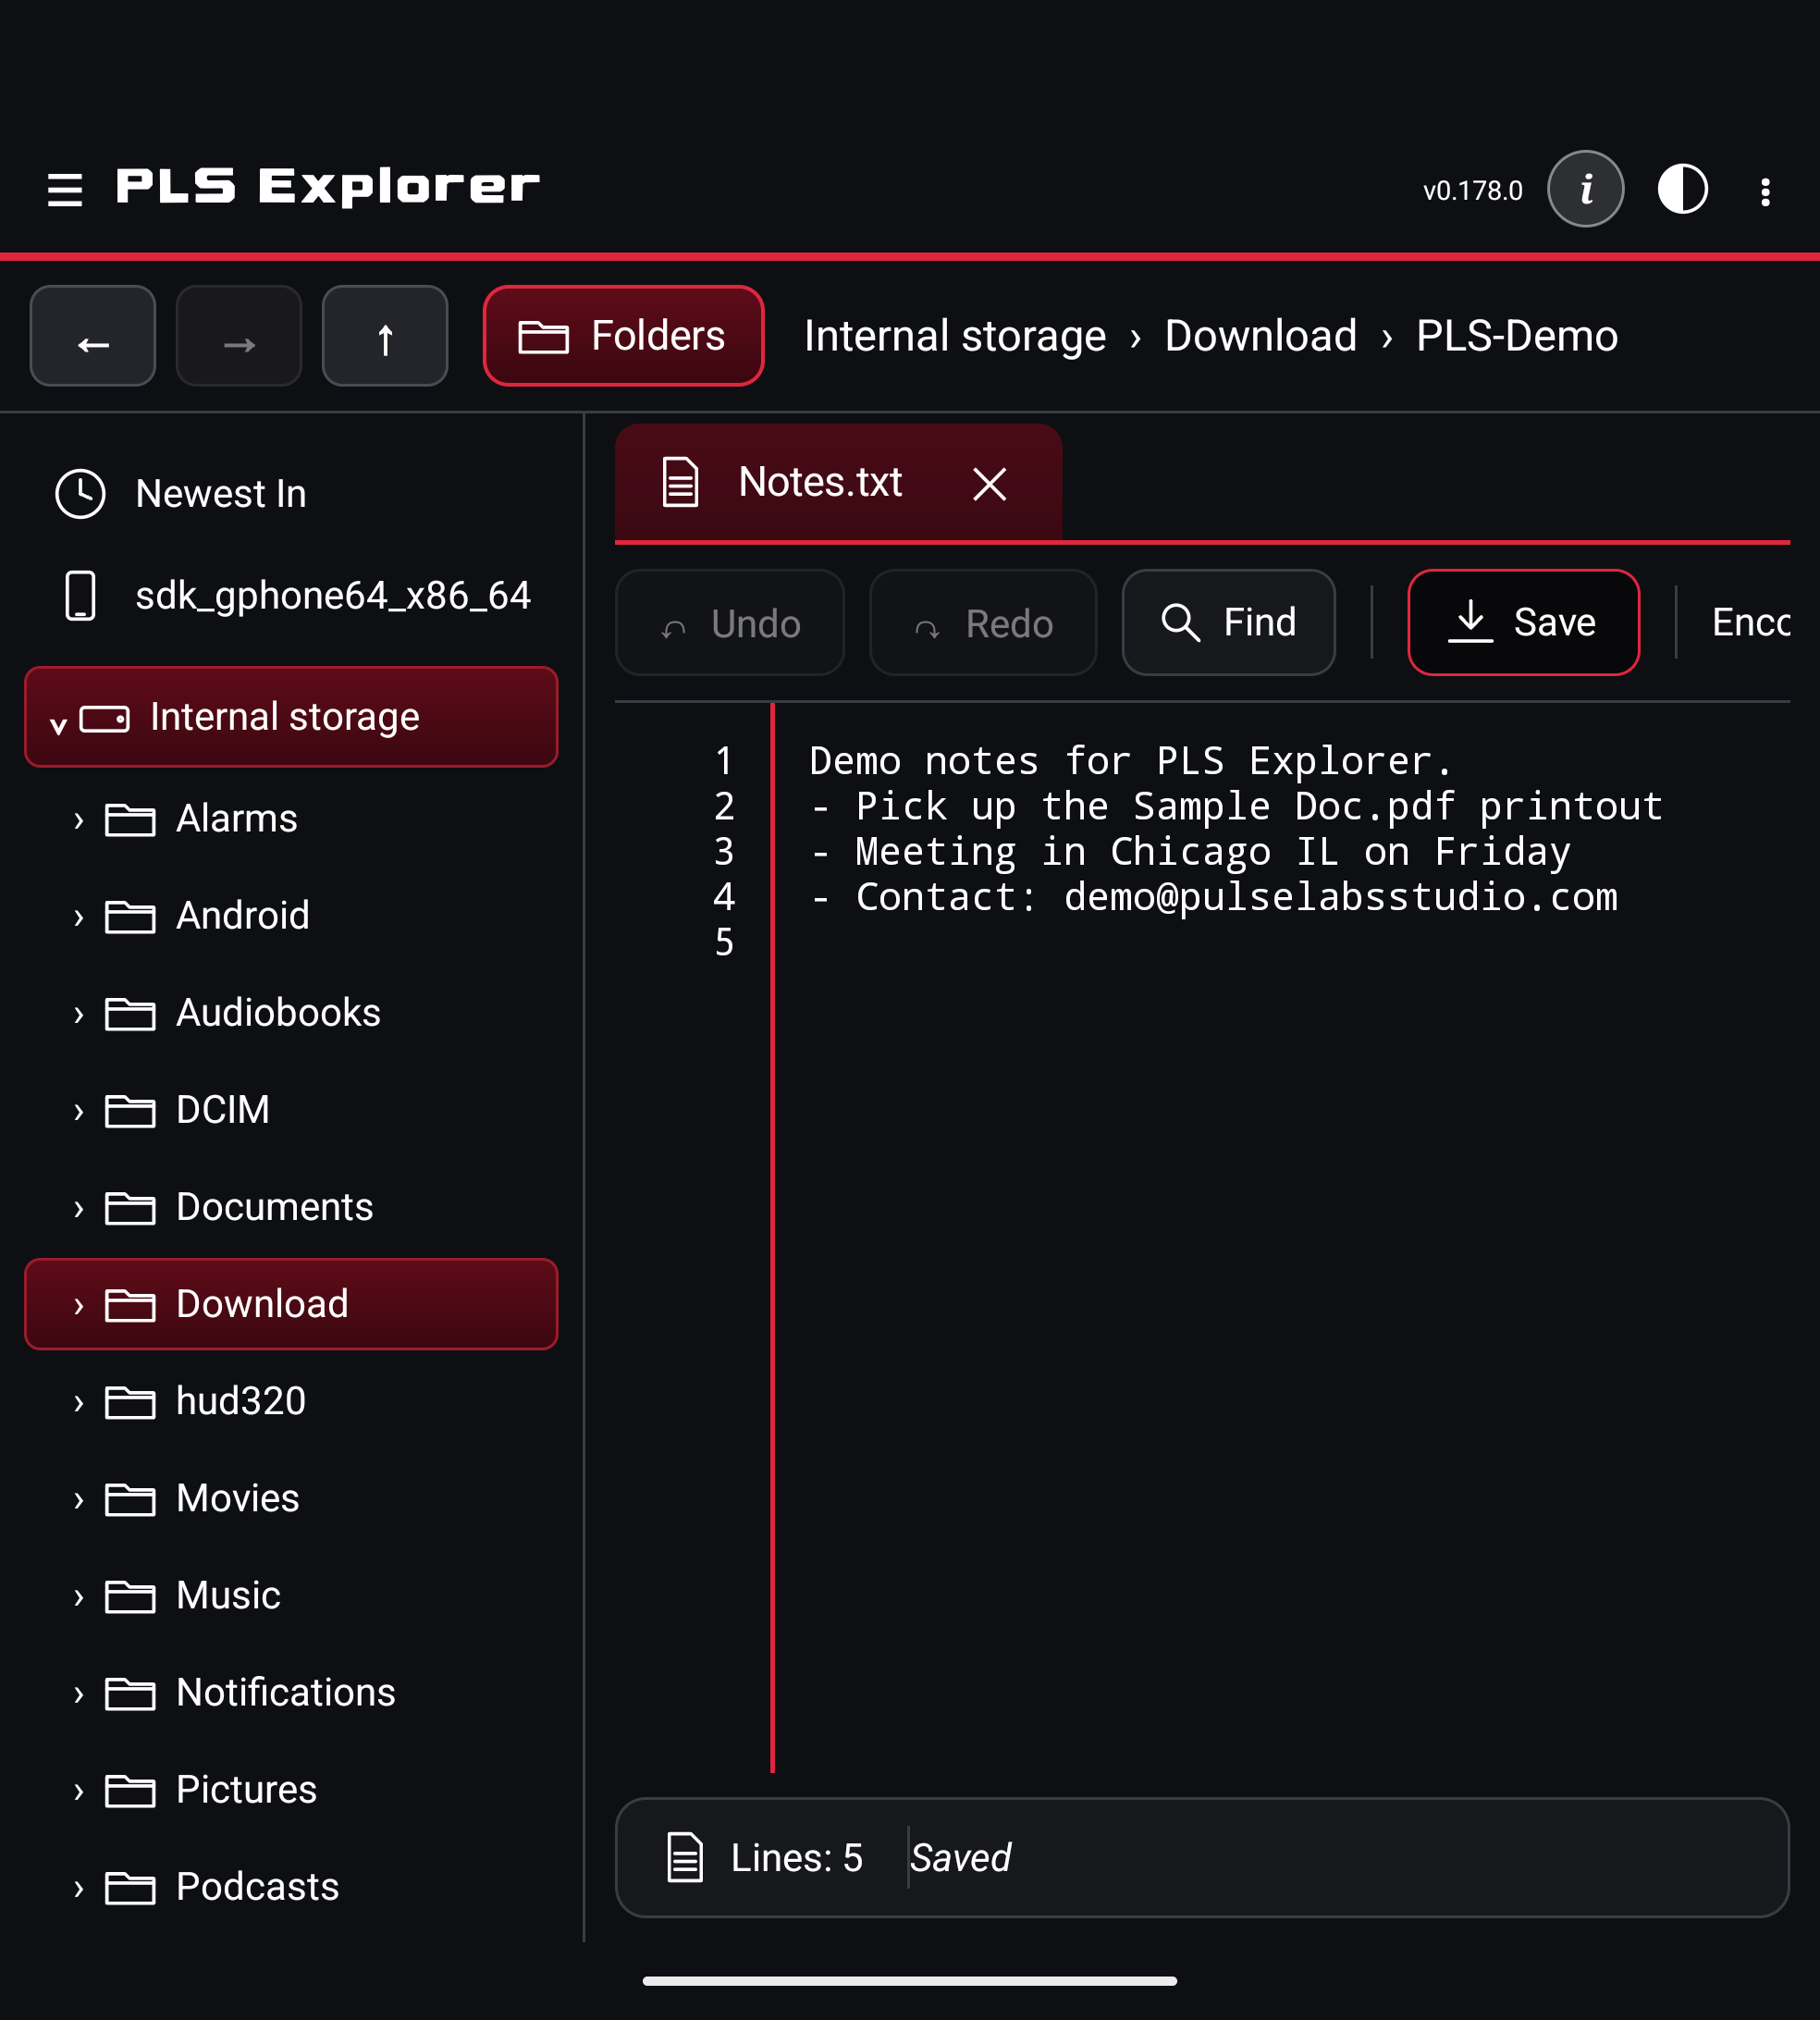 PLS Explorer
v0.178.0
Folders
Internal storage › Download › PLS-Demo
Newest In
sdk_gphone64_x86_64
Internal storage
Alarms
Android
Audiobooks
DCIM
Documents
Download
hud320
Movies
Music
Notifications
Pictures
Podcasts
Notes.txt
Undo Redo Find Save
1 Demo notes for PLS Explorer.
2 - Pick up the Sample Doc.pdf printout
3 - Meeting in Chicago IL on Friday
4 - Contact: demo@pulselabsstudio.com
5
Lines: 5 Saved